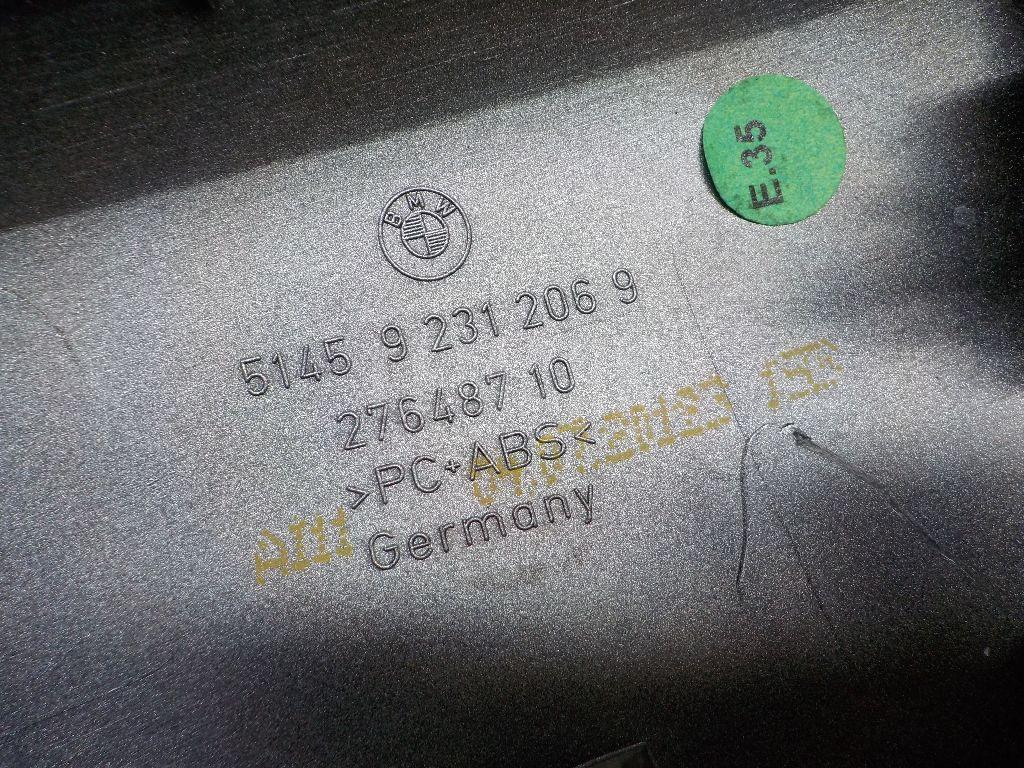 E.35
BMW
5145 9 231 206 9
276487 10
>PC+ABS<
Germany